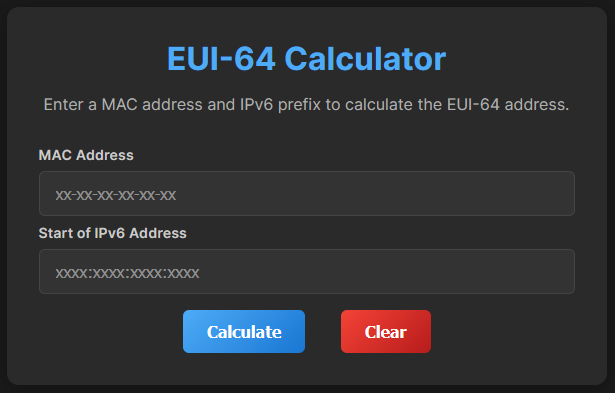 EUI-64 Calculator
Enter a MAC address and IPv6 prefix to calculate the EUI-64 address.
MAC Address
xx-xx-xx-xx-xx-xx
Start of IPv6 Address
xxxx:xxxx:xxxx:xxxx
Calculate Clear